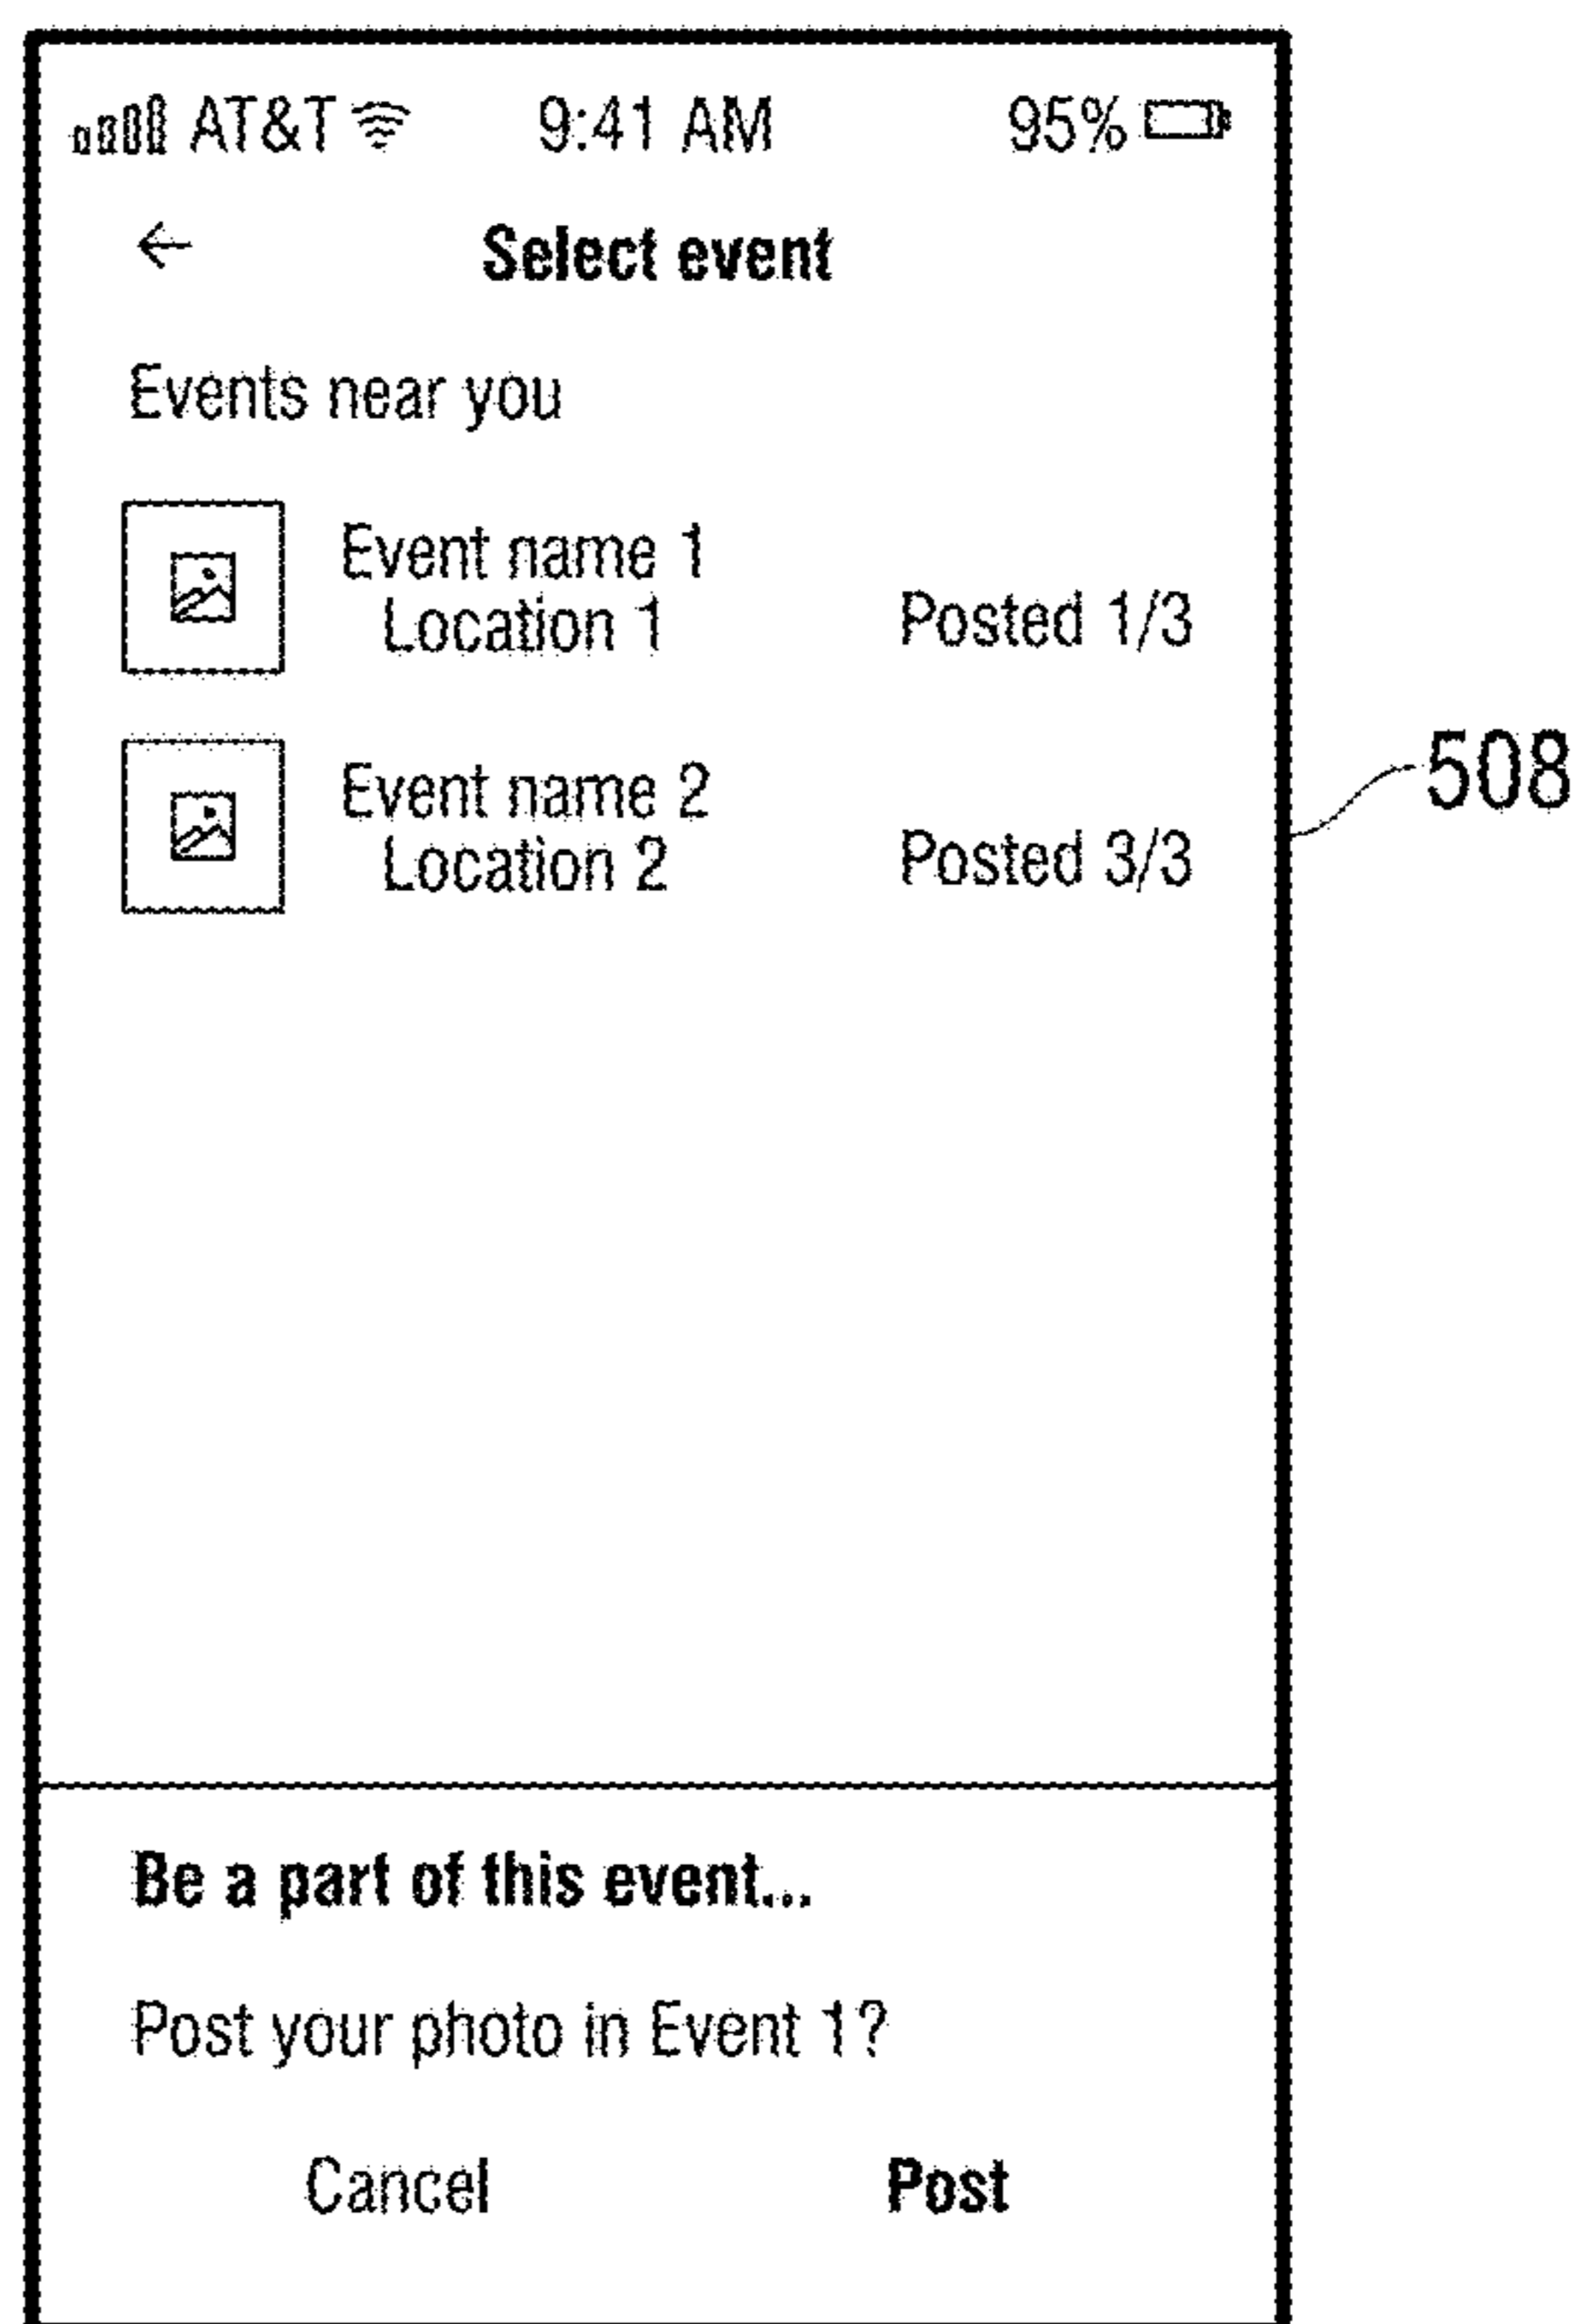 AT&T 9:41 AM 95%
← Select event
Events near you
Event name 1
Location 1 Posted 1/3
Event name 2
Location 2 Posted 3/3
508
Be a part of this event...
Post your photo in Event 1?
Cancel Post